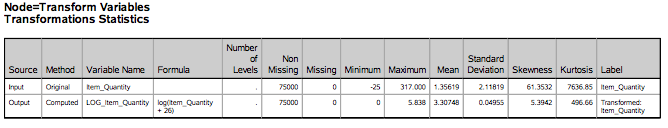 Node=Transform Variables
Transformations Statistics
Source Method Variable Name Formula Number of Levels Non Missing Missing Minimum Maximum Mean Standard Deviation Skewness Kurtosis Label
Input Original Item_Quantity . 75000 0 -25 317.000 1.35619 2.11819 61.3532 7636.85 Item_Quantity
Output Computed LOG_Item_Quantity log(Item_Quantity + 26) . 75000 0 0 5.838 3.30748 0.04955 5.3942 496.66 Transformed: Item_Quantity